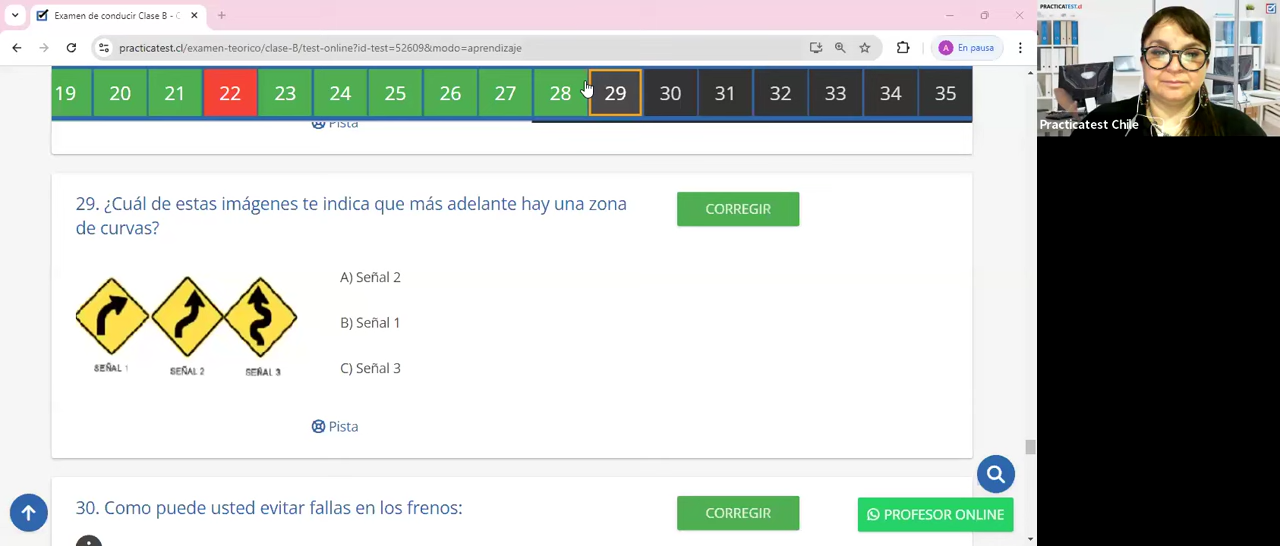 Examen de conducir Clase B - C
practicatest.cl/examen-teorico/clase-B/test-online?id-test=52609&modo=aprendizaje
A En pausa
PRACTICATEST.cl
Practicatest Chile
19 20 21 22 23 24 25 26 27 28 29 30 31 32 33 34 35
Pista
29. ¿Cuál de estas imágenes te indica que más adelante hay una zona
de curvas?
CORREGIR
SEÑAL 1
SEÑAL 2
SEÑAL 3
A) Señal 2
B) Señal 1
C) Señal 3
Pista
30. Como puede usted evitar fallas en los frenos:
CORREGIR
PROFESOR ONLINE